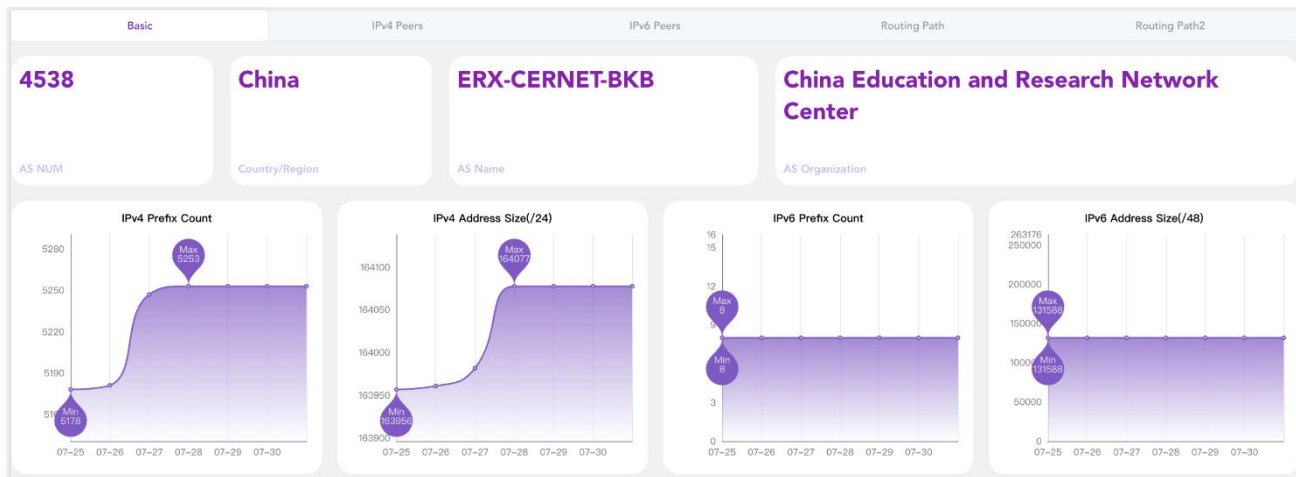 Basic
IPv4 Peers
IPv6 Peers
Routing Path
Routing Path2
4538
AS NUM
China
Country/Region
ERX-CERNET-BKB
AS Name
China Education and Research Network
Center
AS Organization
IPv4 Prefix Count
5280
5250
5220
5190
Max
5253
Min
5178
07-25 07-26 07-27 07-28 07-29 07-30
IPv4 Address Size(/24)
164100
164050
164000
163950
163900
Max
164077
Min
163956
07-25 07-26 07-27 07-28 07-29 07-30
IPv6 Prefix Count
16
15
12
9
3
0
Max
8
Min
8
07-25 07-26 07-27 07-28 07-29 07-30
IPv6 Address Size(/48)
263176
250000
200000
150000
50000
0
Max
131588
Min
131588
07-25 07-26 07-27 07-28 07-29 07-30